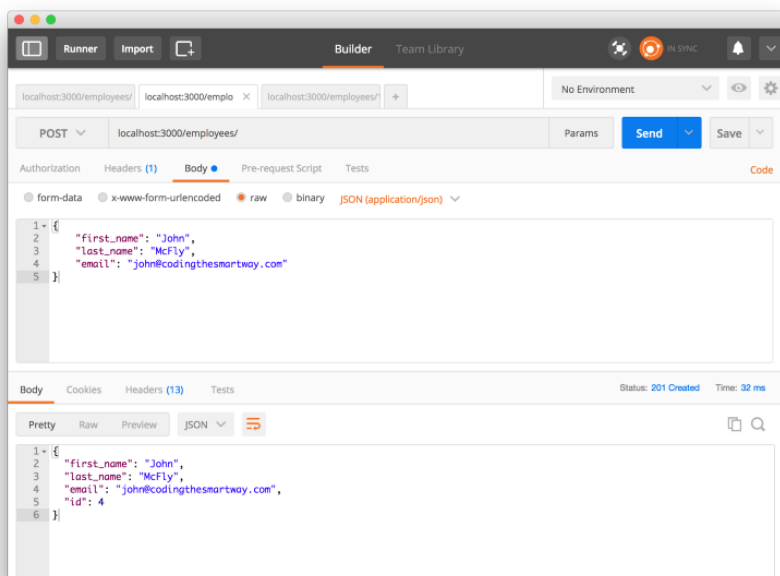 Runner Import Builder Team Library IN SYNC
localhost:3000/employees/ localhost:3000/emplo × localhost:3000/employees/ + No Environment
POST localhost:3000/employees/ Params Send Save
Authorization Headers (1) Body Pre-request Script Tests Code
form-data x-www-form-urlencoded raw binary JSON (application/json)
1 {
2 "first_name": "John",
3 "last_name": "McFly",
4 "email": "john@codingthesmartway.com"
5 }
Body Cookies Headers (13) Tests Status: 201 Created Time: 32 ms
Pretty Raw Preview JSON
1 {
2 "first_name": "John",
3 "last_name": "McFly",
4 "email": "john@codingthesmartway.com",
5 "id": 4
6 }